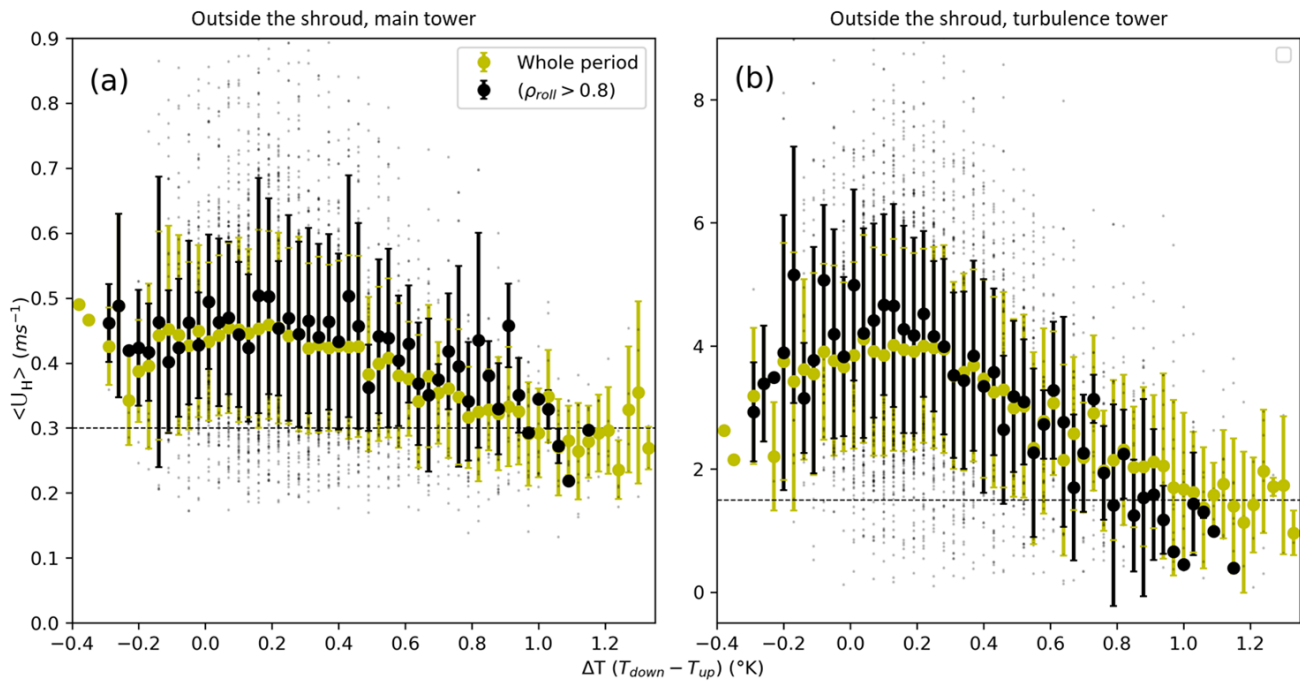 Outside the shroud, main tower
Outside the shroud, turbulence tower
(a)
Whole period
(ρroll > 0.8)
(b)
<UH> (ms−1)
0.9
0.8
0.7
0.6
0.5
0.4
0.3
0.2
0.1
0.0
8
6
4
2
0
−0.4 −0.2 0.0 0.2 0.4 0.6 0.8 1.0 1.2
−0.4 −0.2 0.0 0.2 0.4 0.6 0.8 1.0 1.2
ΔT (Tdown − Tup) (°K)